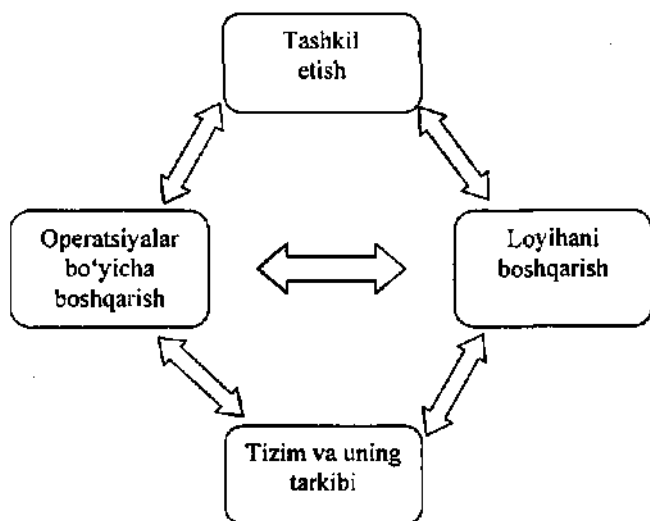 Tashkil
etish
Operatsiyalar
bo‘yicha
boshqarish
Loyihani
boshqarish
Tizim va uning
tarkibi